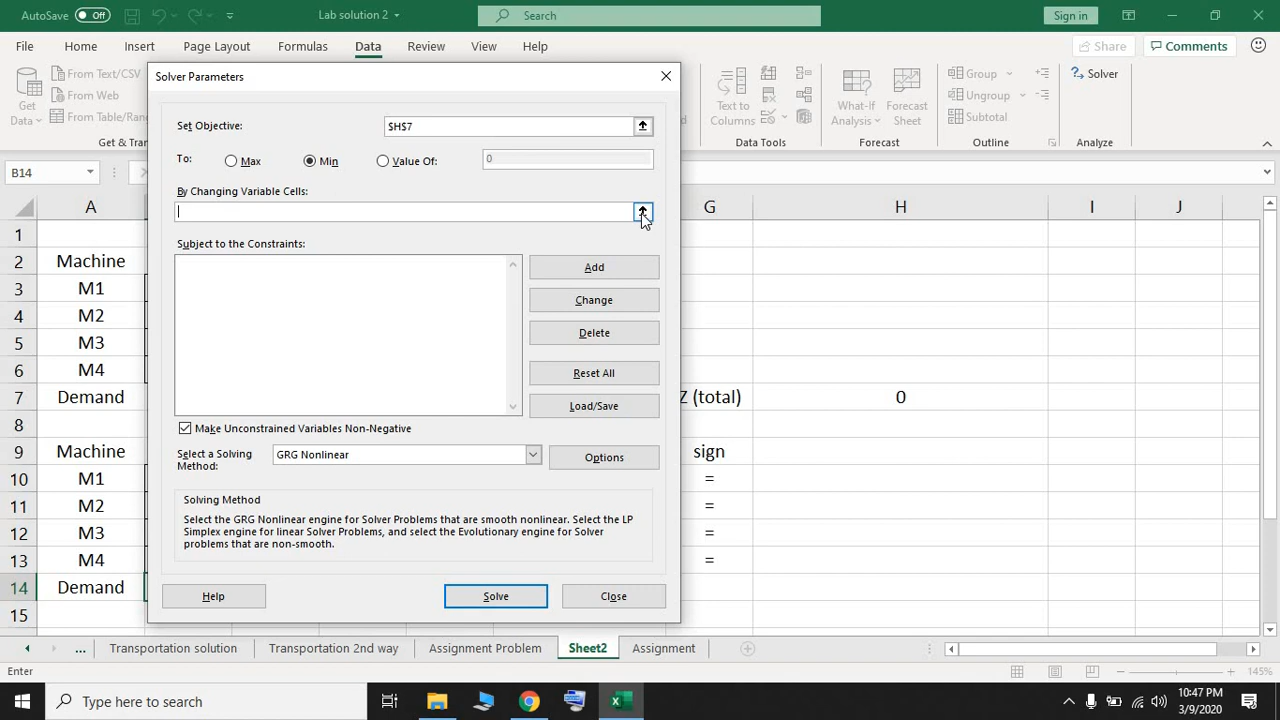 AutoSave Off Lab solution 2 Search Sign in
File Home Insert Page Layout Formulas Data Review View Help Share Comments
Get Data
From Text/CSV
From Web
From Table/Rang
Get & Tran
Text to Columns
Data Tools
What-If Analysis
Forecast Sheet
Forecast
Group
Ungroup
Subtotal
Outline
Solver
Analyze
B14
Solver Parameters
Set Objective: $H$7
To: Max Min Value Of: 0
By Changing Variable Cells:
Subject to the Constraints:
Add
Change
Delete
Reset All
Load/Save
Make Unconstrained Variables Non-Negative
Select a Solving Method: GRG Nonlinear Options
Solving Method
Select the GRG Nonlinear engine for Solver Problems that are smooth nonlinear. Select the LP
Simplex engine for linear Solver Problems, and select the Evolutionary engine for Solver
problems that are non-smooth.
Help Solve Close
A G H I J
1
2 Machine
3 M1
4 M2
5 M3
6 M4
7 Demand Z (total) 0
8
9 Machine sign
10 M1 =
11 M2 =
12 M3 =
13 M4 =
14 Demand
15
... Transportation solution Transportation 2nd way Assignment Problem Sheet2 Assignment
Enter 145%
Type here to search
10:47 PM
3/9/2020